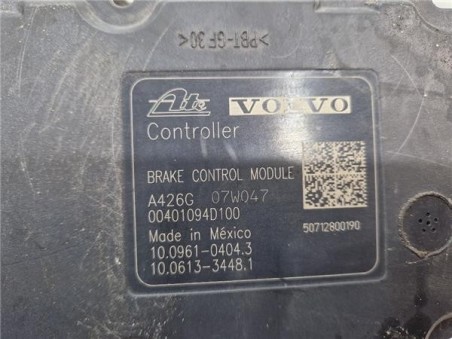 >PBT-GF30<
Ate VOLVO
Controller
BRAKE CONTROL MODULE
A426G 07W047
00401094D100
Made in México
10.0961-0404.3
10.0613-3448.1
50712800190